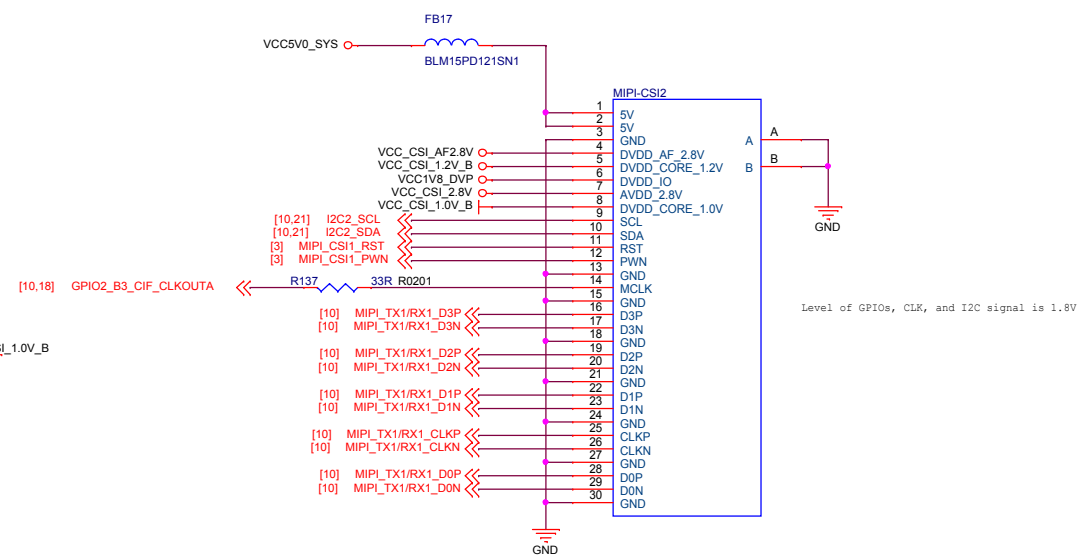 FB17
VCC5V0_SYS
BLM15PD121SN1
MIPI-CSI2
1 5V
2 5V
3 GND
VCC_CSI_AF2.8V 4 DVDD_AF_2.8V
VCC_CSI_1.2V_B 5 DVDD_CORE_1.2V
VCC1V8_DVP 6 DVDD_IO
VCC_CSI_2.8V 7 AVDD_2.8V
VCC_CSI_1.0V_B 8 DVDD_CORE_1.0V
[10,21] I2C2_SCL 9 SCL
[10,21] I2C2_SDA 10 SDA
[3] MIPI_CSI1_RST 11 RST
[3] MIPI_CSI1_PWN 12 PWN
13 GND
[10,18] GPIO2_B3_CIF_CLKOUTA R137 33R R0201 14 MCLK
15 GND
[10] MIPI_TX1/RX1_D3P 16 D3P
[10] MIPI_TX1/RX1_D3N 17 D3N
18 GND
[10] MIPI_TX1/RX1_D2P 19 D2P
[10] MIPI_TX1/RX1_D2N 20 D2N
21 GND
[10] MIPI_TX1/RX1_D1P 22 D1P
[10] MIPI_TX1/RX1_D1N 23 D1N
24 GND
[10] MIPI_TX1/RX1_CLKP 25 CLKP
[10] MIPI_TX1/RX1_CLKN 26 CLKN
27 GND
[10] MIPI_TX1/RX1_D0P 28 D0P
[10] MIPI_TX1/RX1_D0N 29 D0N
30 GND
GND
A A
B B
GND
Level of GPIOs, CLK, and I2C signal is 1.8V
I_1.0V_B